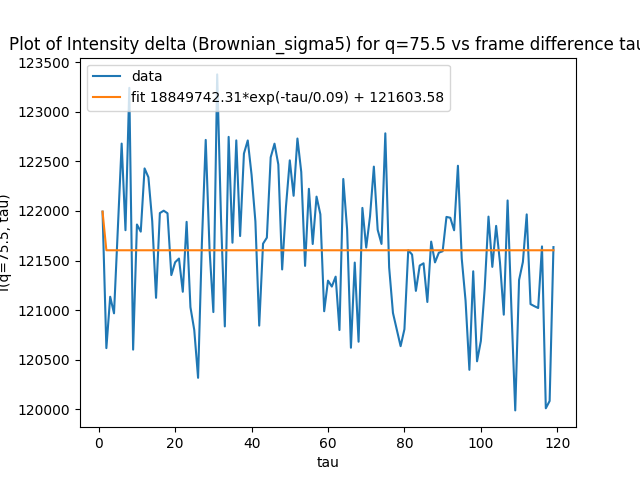 Plot of Intensity delta (Brownian_sigma5) for q=75.5 vs frame difference tau
data
fit 18849742.31*exp(-tau/0.09) + 121603.58
I(q=75.5, tau)
123500
123000
122500
122000
121500
121000
120500
120000
0 20 40 60 80 100 120
tau